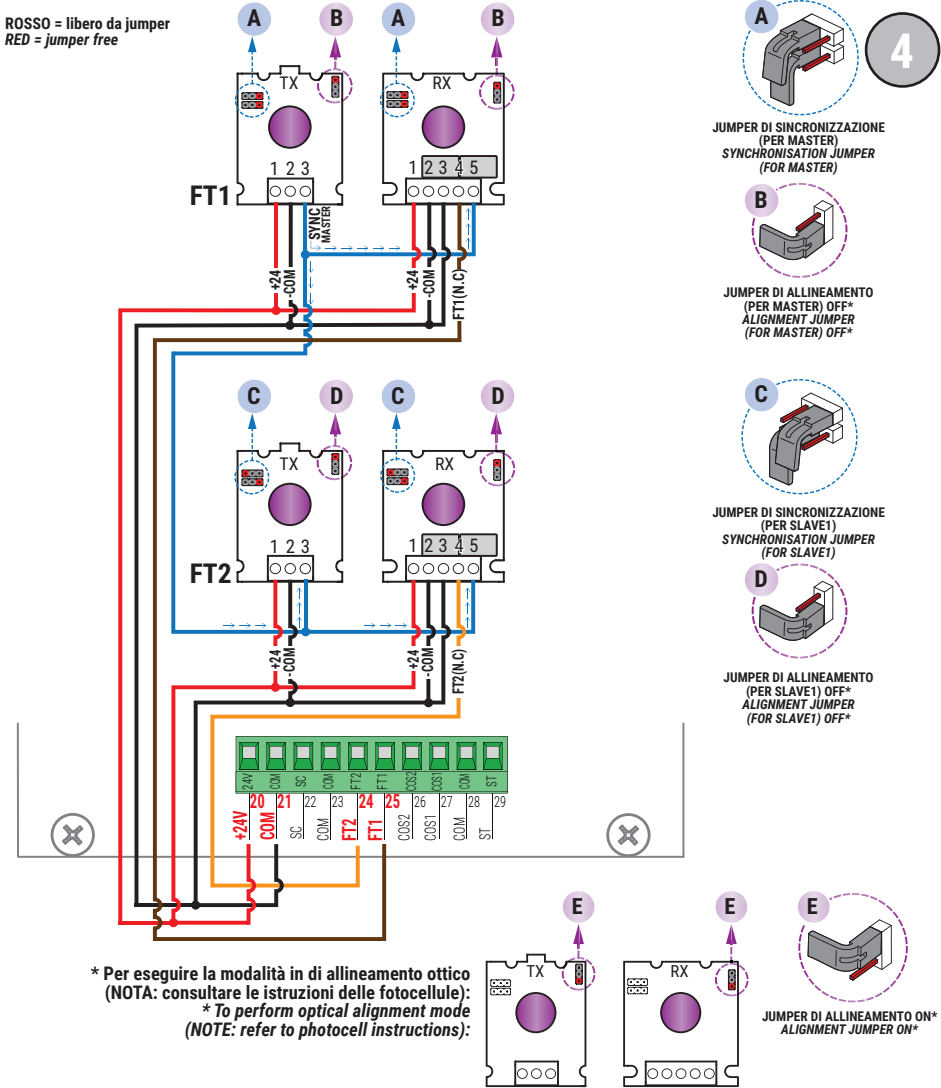 ROSSO = libero da jumper
RED = jumper free
A
B
A
B
TX
RX
1 2 3
1 2 3 4 5
FT1
SYNC
MASTER
+24
-COM
+24
-COM
FT1(N.C)
C
D
C
D
TX
RX
1 2 3
1 2 3 4 5
FT2
+24
-COM
+24
-COM
FT2(N.C)
24V
COM
SC
COM
FT2
FT1
COS2
COS1
COM
ST
20
21
22
23
24
25
26
27
28
29
+24V
COM
SC
COM
FT2
FT1
COS2
COS1
COM
ST
4
A
JUMPER DI SINCRONIZZAZIONE
(PER MASTER)
SYNCHRONISATION JUMPER
(FOR MASTER)
B
JUMPER DI ALLINEAMENTO
(PER MASTER) OFF*
ALIGNMENT JUMPER
(FOR MASTER) OFF*
C
JUMPER DI SINCRONIZZAZIONE
(PER SLAVE1)
SYNCHRONISATION JUMPER
(FOR SLAVE1)
D
JUMPER DI ALLINEAMENTO
(PER SLAVE1) OFF*
ALIGNMENT JUMPER
(FOR SLAVE1) OFF*
* Per eseguire la modalità in di allineamento ottico
(NOTA: consultare le istruzioni delle fotocellule):
* To perform optical alignment mode
(NOTE: refer to photocell instructions):
E
E
TX
RX
E
JUMPER DI ALLINEAMENTO ON*
ALIGNMENT JUMPER ON*